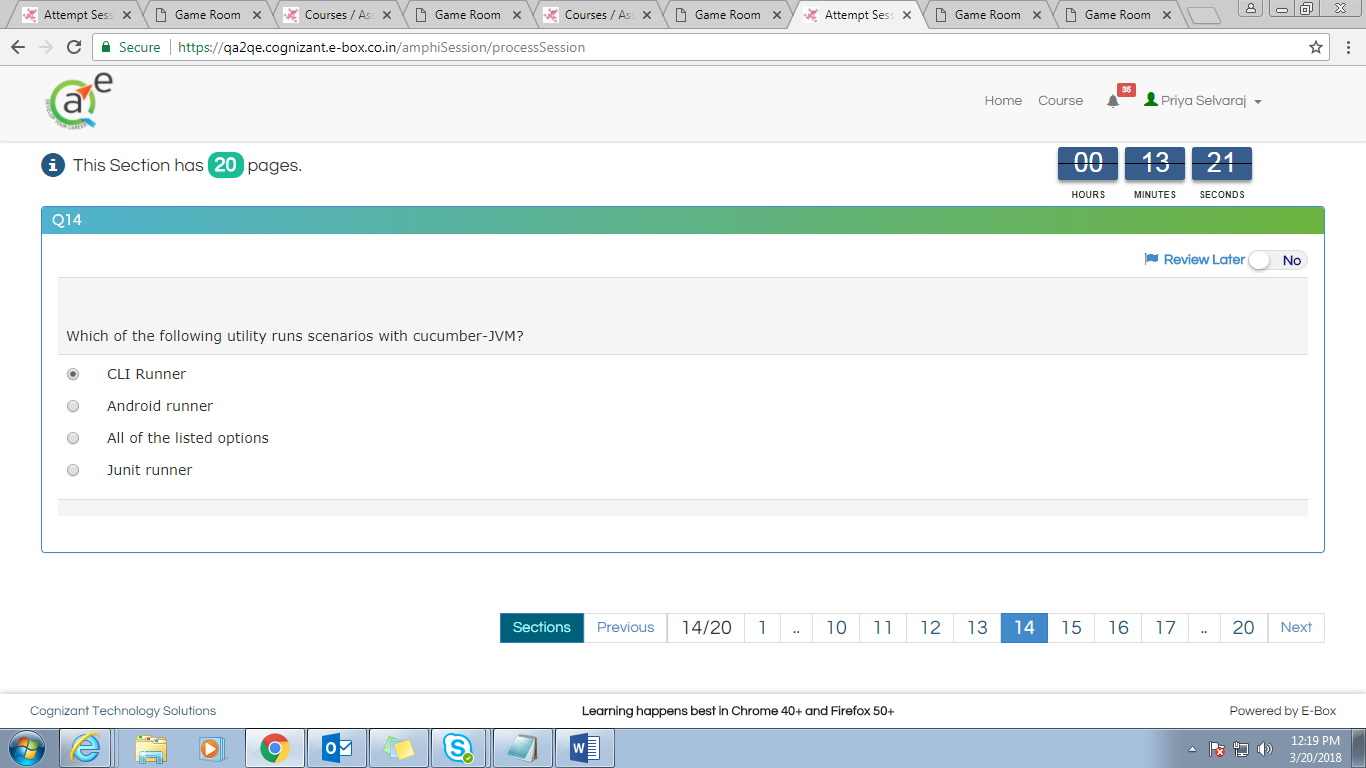 Attempt Sess
Game Room
Courses / As
Game Room
Courses / As
Game Room
Attempt Sess
Game Room
Game Room
Secure
https://qa2qe.cognizant.e-box.co.in/amphiSession/processSession
a e
Home
Course
35
Priya Selvaraj
This Section has 20 pages.
00 13 21
HOURS MINUTES SECONDS
Q14
Review Later No
Which of the following utility runs scenarios with cucumber-JVM?
CLI Runner
Android runner
All of the listed options
Junit runner
Sections Previous 14/20 1 .. 10 11 12 13 14 15 16 17 .. 20 Next
Cognizant Technology Solutions
Learning happens best in Chrome 40+ and Firefox 50+
Powered by E-Box
12:19 PM
3/20/2018